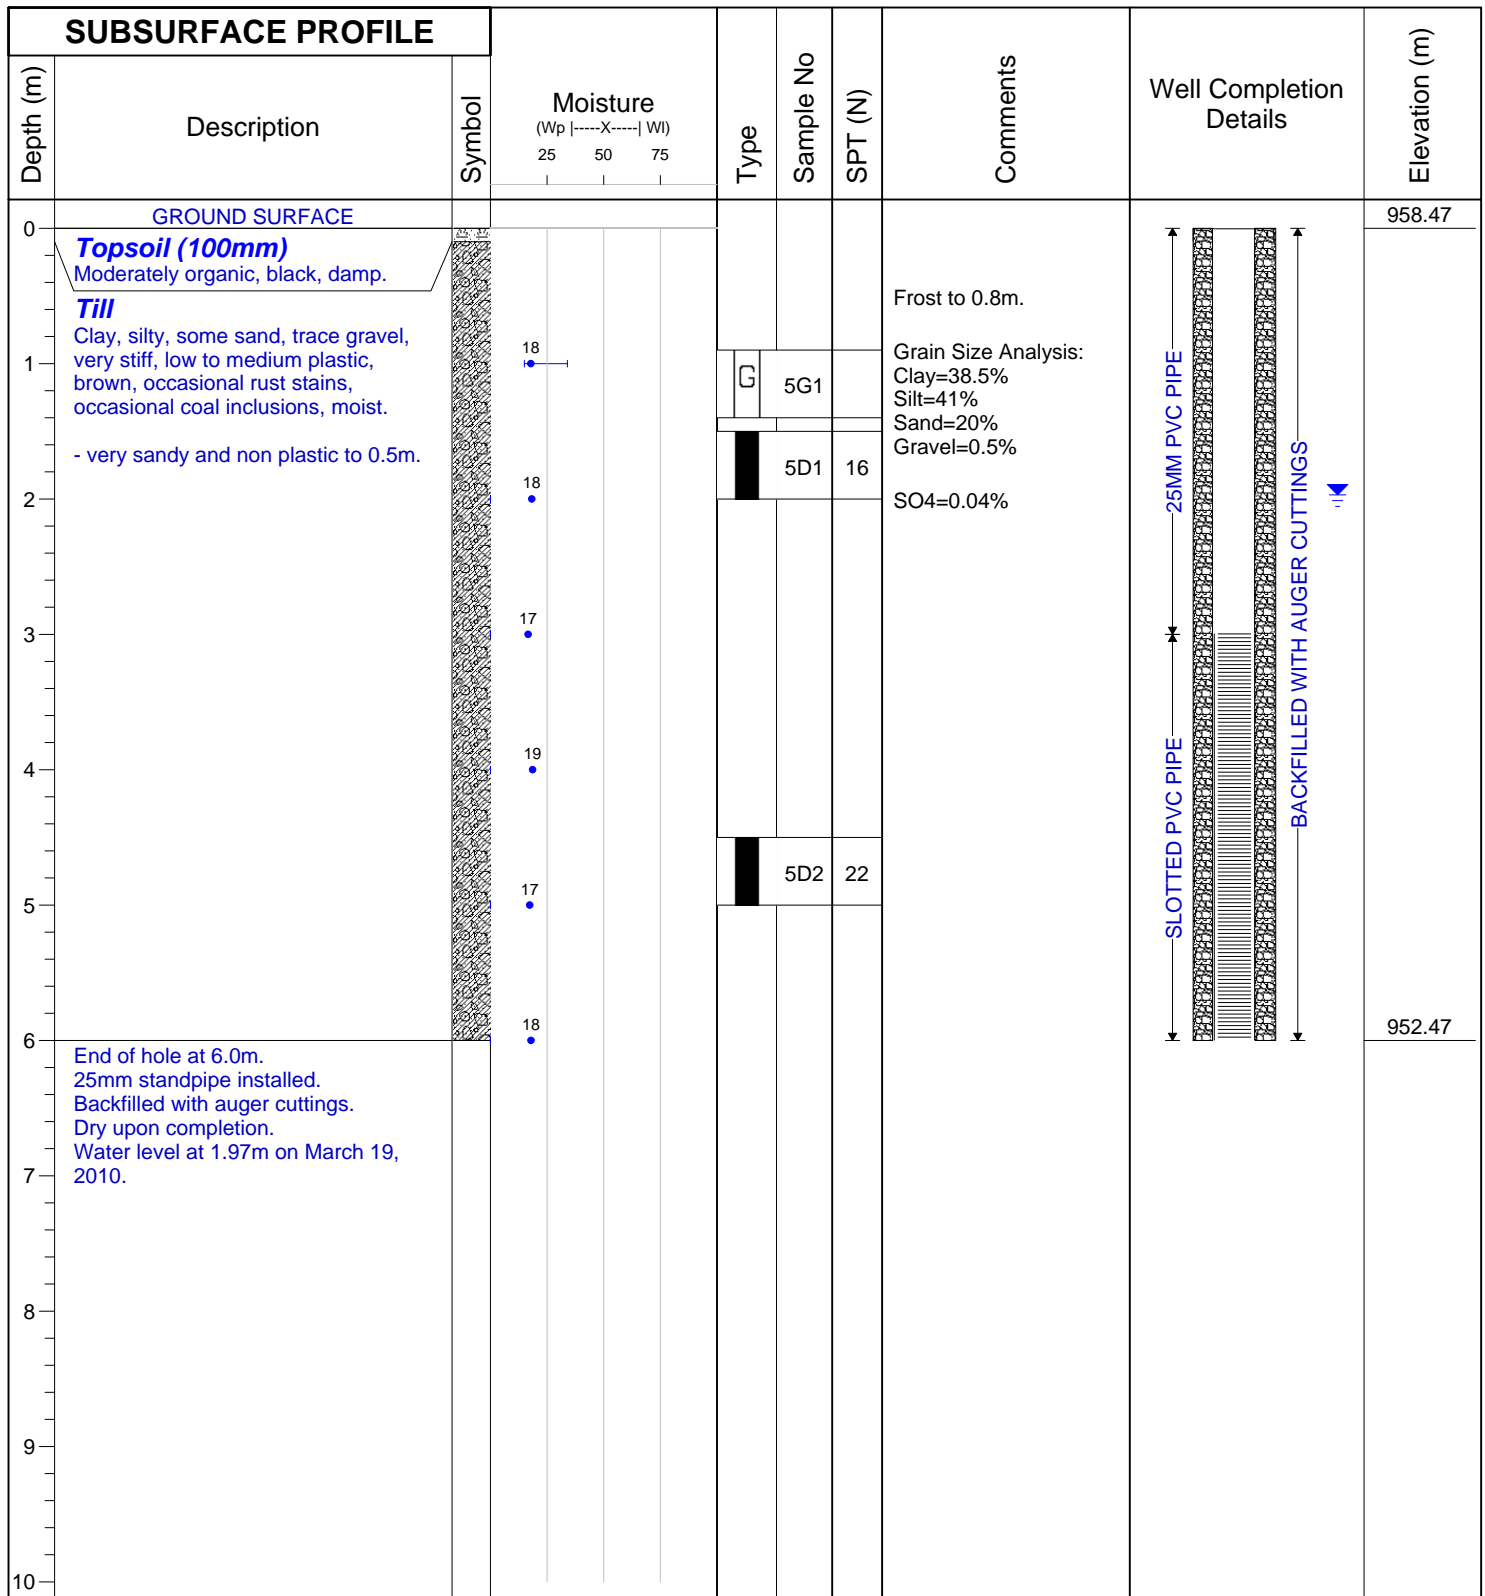 SUBSURFACE PROFILE
Depth (m)
Description
Symbol
Moisture
(Wp |-----X-----| Wl)
25 50 75
Type
Sample No
SPT (N)
Comments
Well Completion
Details
Elevation (m)
GROUND SURFACE
958.47
0
Topsoil (100mm)
Moderately organic, black, damp.
Till
Clay, silty, some sand, trace gravel,
very stiff, low to medium plastic,
brown, occasional rust stains,
occasional coal inclusions, moist.
- very sandy and non plastic to 0.5m.
1
2
3
4
5
6
7
8
9
10
18
18
17
19
17
18
G
5G1
5D1 16
5D2 22
Frost to 0.8m.
Grain Size Analysis:
Clay=38.5%
Silt=41%
Sand=20%
Gravel=0.5%
SO4=0.04%
25MM PVC PIPE
SLOTTED PVC PIPE
BACKFILLED WITH AUGER CUTTINGS
952.47
End of hole at 6.0m.
25mm standpipe installed.
Backfilled with auger cuttings.
Dry upon completion.
Water level at 1.97m on March 19,
2010.